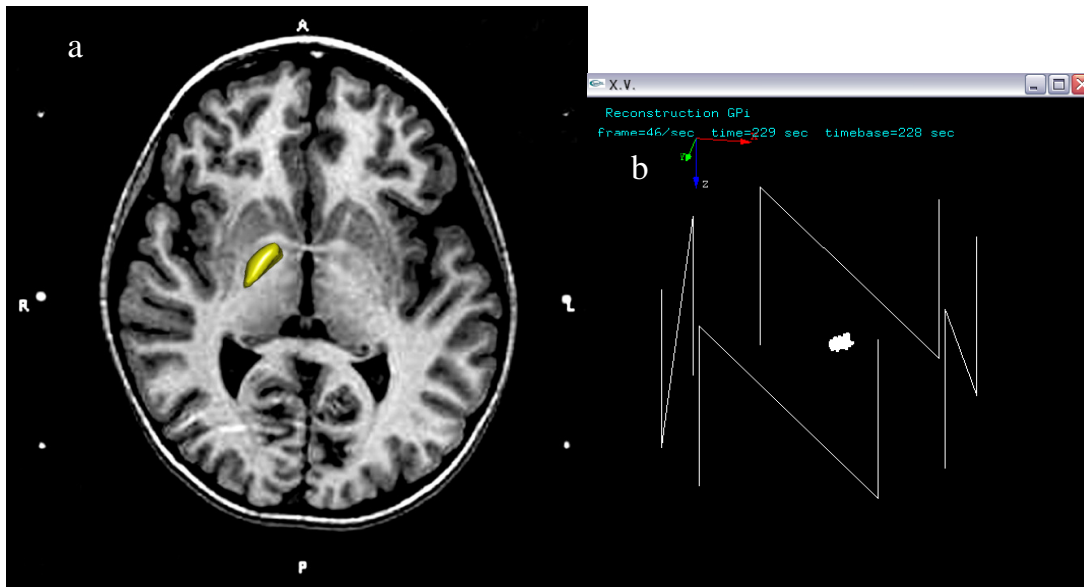 a
A
R
L
P
X.V.
Reconstruction GPi
frame=46/sec time=229 sec timebase=228 sec
b
Z